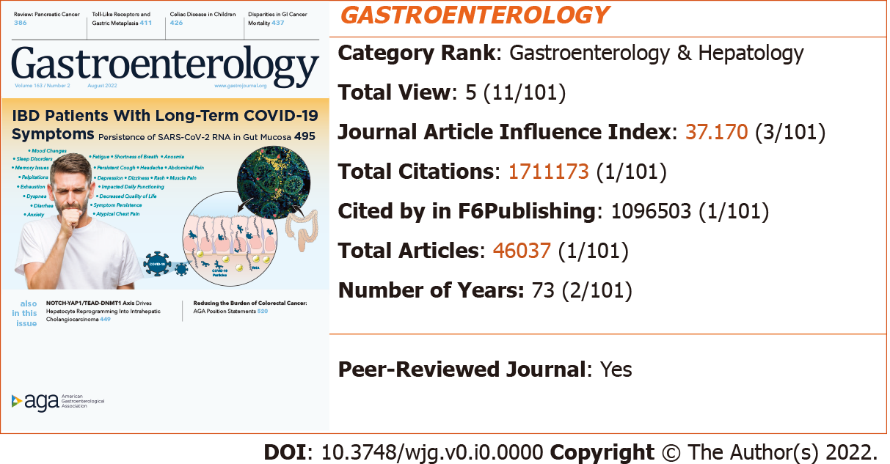 Review: Pancreatic Cancer
386
Toll-Like Receptors and
Gastric Metaplasia 411
Celiac Disease in Children
426
Disparities in GI Cancer
Mortality 437
Gastroenterology
Volume 163 / Number 2 August 2022 www.gastrojournal.org
IBD Patients With Long-Term COVID-19
Symptoms Persistence of SARS-CoV-2 RNA in Gut Mucosa 495
• Mood Changes
• Sleep Disorders
• Memory Issues
• Palpitations
• Exhaustion
• Dyspnea
• Diarrhea
• Anxiety
• Fatigue • Shortness of Breath • Anosmia
• Persistent Cough • Headache • Abdominal Pain
• Depression • Dizziness • Rash • Muscle Pain
• Impacted Daily Functioning
• Decreased Quality of Life
• Symptom Persistence
• Atypical Chest Pain
COVID-19
COVID-19
Particles
also
in this
issue
NOTCH-YAP1/TEAD-DNMT1 Axis Drives
Hepatocyte Reprogramming Into Intrahepatic
Cholangiocarcinoma 449
Reducing the Burden of Colorectal Cancer:
AGA Position Statements 520
aga
American
Gastroenterological
Association
GASTROENTEROLOGY
Category Rank: Gastroenterology & Hepatology
Total View: 5 (11/101)
Journal Article Influence Index: 37.170 (3/101)
Total Citations: 1711173 (1/101)
Cited by in F6Publishing: 1096503 (1/101)
Total Articles: 46037 (1/101)
Number of Years: 73 (2/101)
Peer-Reviewed Journal: Yes
DOI: 10.3748/wjg.v0.i0.0000 Copyright © The Author(s) 2022.